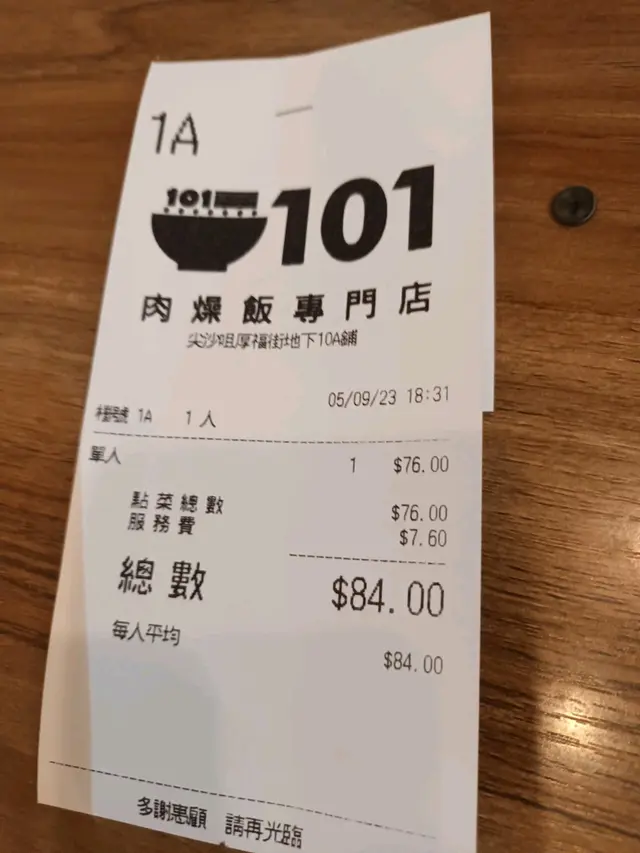 1A
101
101
肉燥飯專門店
尖沙咀厚福街地下10A鋪
05/09/23 18:31
檯號 1A 1 人
單人 1 $76.00
點菜總數 $76.00
服務費 $7.60
總數 $84.00
每人平均 $84.00
多謝惠顧 請再光臨